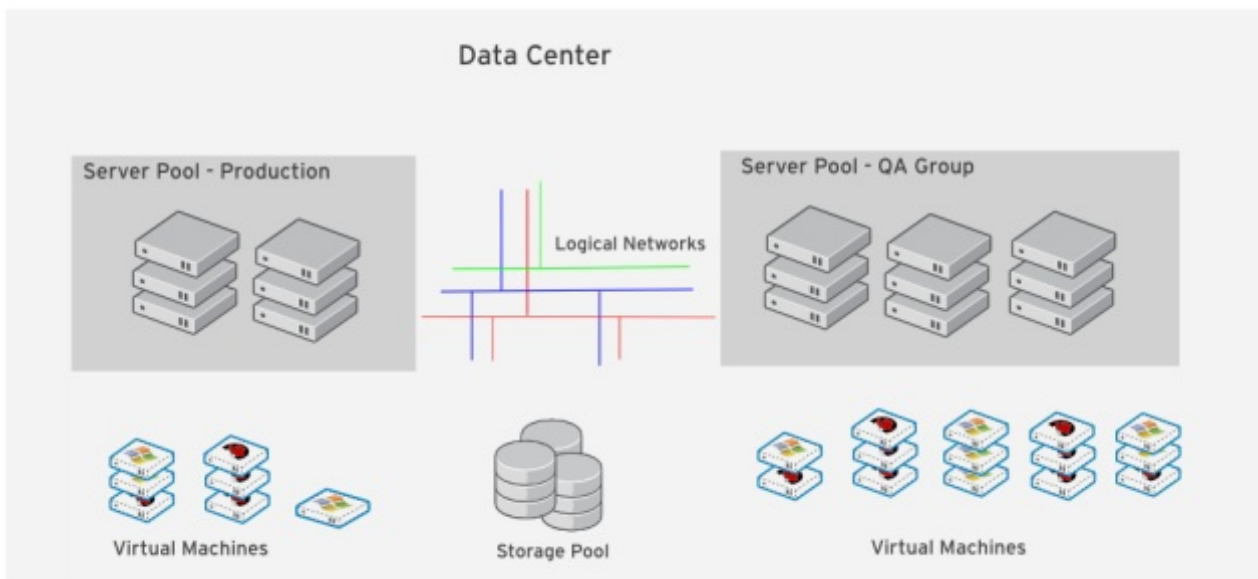 Data Center
Server Pool - Production
Server Pool - QA Group
Logical Networks
Virtual Machines
Storage Pool
Virtual Machines